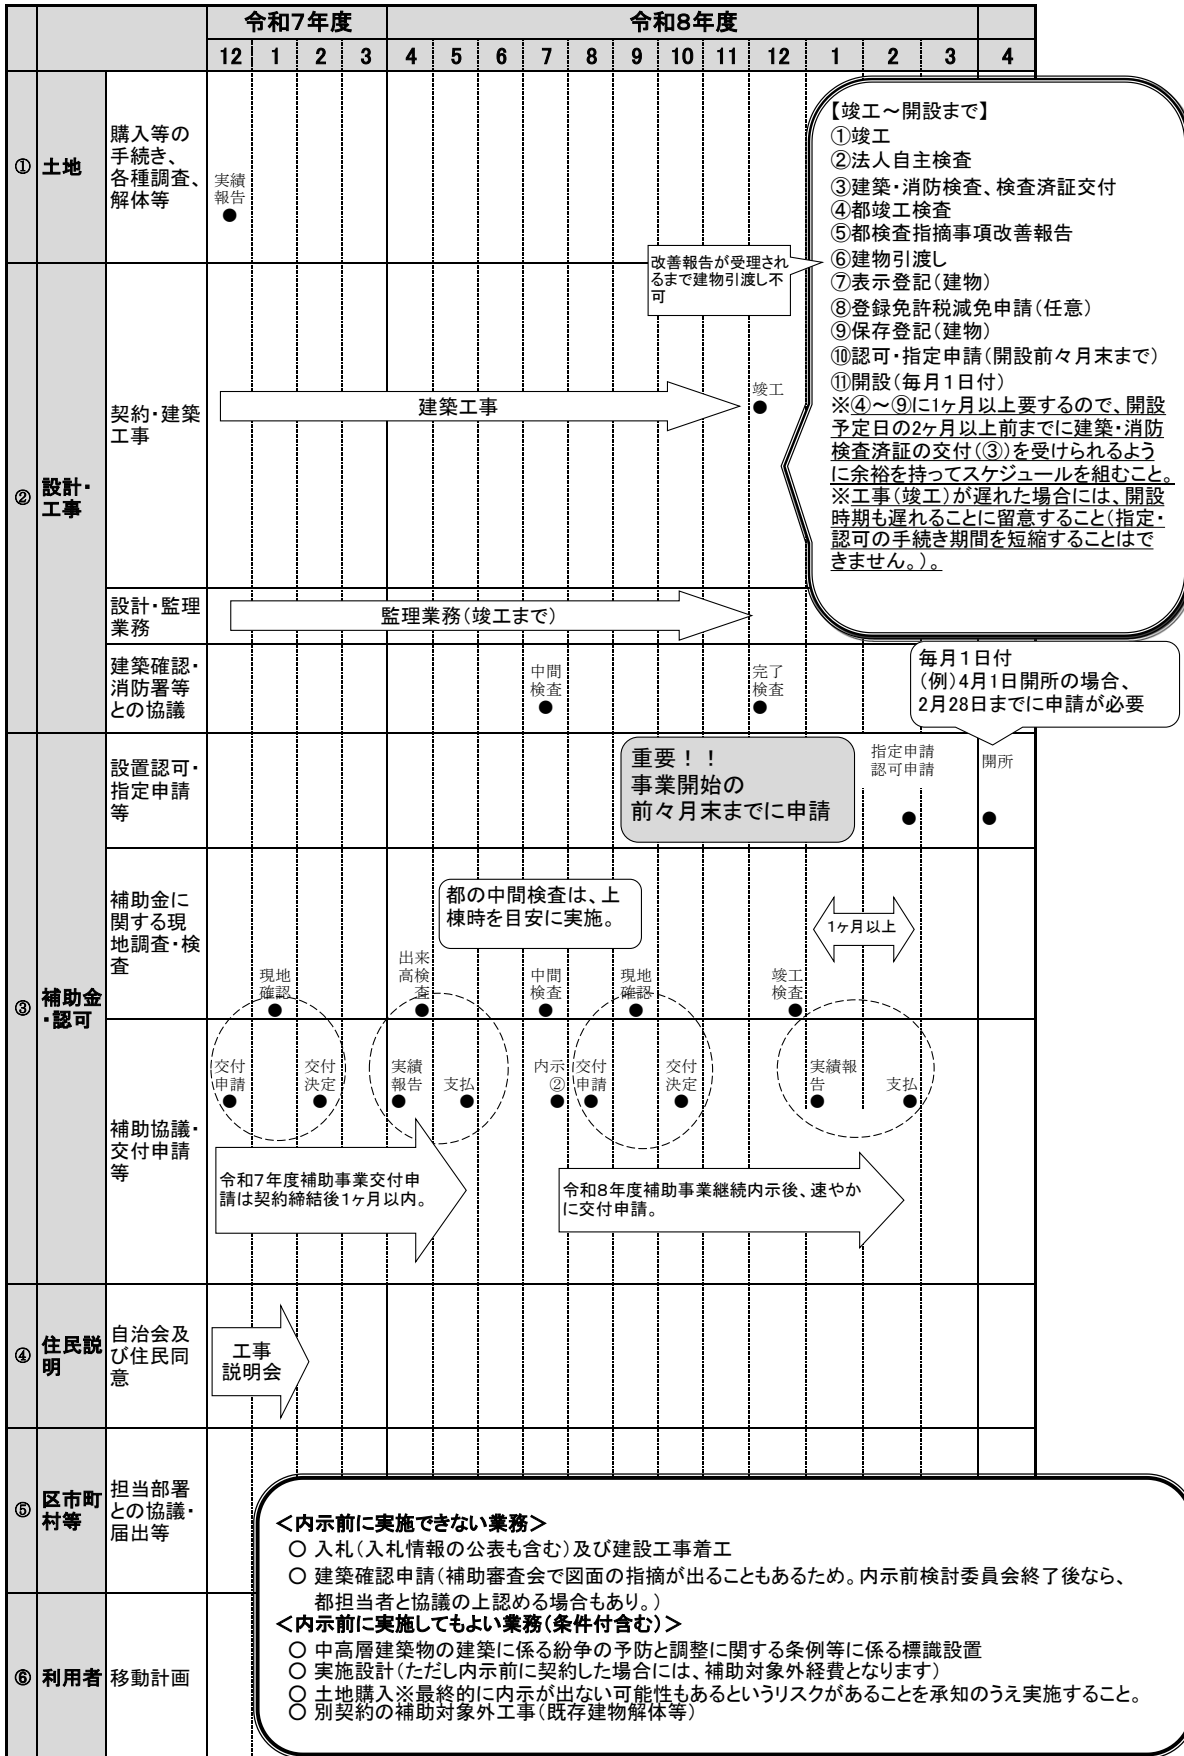 令和7年度
令和8年度
12 1 2 3 4 5 6 7 8 9 10 11 12 1 2 3 4
① 土地
購入等の
手続き、
各種調査、
解体等
実績
報告
●
【竣工～開設まで】
①竣工
②法人自主検査
③建築・消防検査、検査済証交付
④都竣工検査
⑤都検査指摘事項改善報告
⑥建物引渡し
⑦表示登記(建物)
⑧登録免許税減免申請(任意)
⑨保存登記(建物)
⑩認可・指定申請(開設前々月末まで)
⑪開設(毎月1日付)
※④～⑨に1ヶ月以上要するので、開設
予定日の2ヶ月以上前までに建築・消防
検査済証の交付(③)を受けられるよう
に余裕を持ってスケジュールを組むこと。
※工事(竣工)が遅れた場合には、開設
時期も遅れることに留意すること(指定・
認可の手続き期間を短縮することはで
きません。)。
改善報告が受理され
るまで建物引渡し不
可
② 設計・
工事
契約・建築
工事
建築工事
竣工
●
設計・監理
業務
監理業務(竣工まで)
建築確認・
消防署等
との協議
中間
検査
●
完了
検査
●
毎月1日付
(例)4月1日開所の場合、
2月28日までに申請が必要
③ 補助金
・認可
設置認可・
指定申請
等
重要！！
事業開始の
前々月末までに申請
指定申請
認可申請
●
開所
●
補助金に
関する現
地調査・検
査
都の中間検査は、上
棟時を目安に実施。
1ヶ月以上
現地
確認
●
出来
高検
査
●
中間
検査
●
現地
確認
●
竣工
検査
●
補助協議・
交付申請
等
交付
申請
●
交付
決定
●
実績
報告
●
支払
●
内示
②
●
交付
申請
●
交付
決定
●
実績報
告
●
支払
●
令和7年度補助事業交付申
請は契約締結後1ヶ月以内。
令和8年度補助事業継続内示後、速やか
に交付申請。
④ 住民説
明
自治会及
び住民同
意
工事
説明会
⑤ 区市町
村等
担当部署
との協議・
届出等
⑥ 利用者
移動計画
＜内示前に実施できない業務＞
○ 入札(入札情報の公表も含む)及び建設工事着工
○ 建築確認申請(補助審査会で図面の指摘が出ることもあるため。内示前検討委員会終了後なら、
都担当者と協議の上認める場合もあり。)
＜内示前に実施してもよい業務(条件付含む)＞
○ 中高層建築物の建築に係る紛争の予防と調整に関する条例等に係る標識設置
○ 実施設計(ただし内示前に契約した場合には、補助対象外経費となります)
○ 土地購入※最終的に内示が出ない可能性もあるというリスクがあることを承知のうえ実施すること。
○ 別契約の補助対象外工事(既存建物解体等)